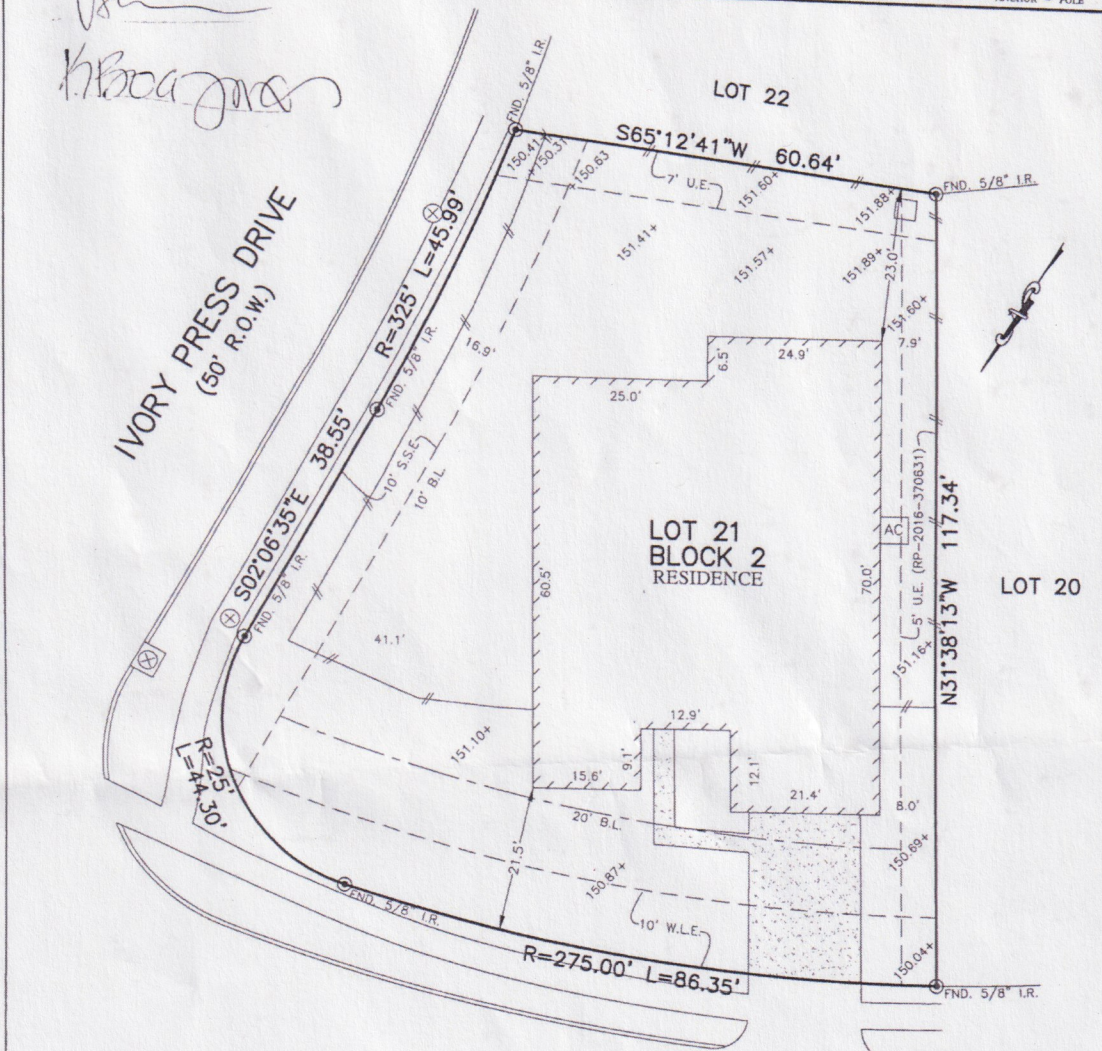 POLE
LOT 22
FND. 5/8" I.R.
S65°12'41"W 60.64'
150.41+
+150.31
+150.63
7' U.E.
151.60+
151.88+
FND. 5/8" I.R.
IVORY PRESS DRIVE
(50' R.O.W.)
R=325' L=45.99'
151.41+
151.57+
151.89+
23.0'
151.60+
7.9'
16.9'
6.5'
24.9'
25.0'
FND. 5/8" I.R.
S02°06'35"E 38.55'
10' S.S.E.
10' B.L.
LOT 21
BLOCK 2
RESIDENCE
AC
5' U.E. (RP-2016-370631)
N31°38'13"W 117.34'
LOT 20
60.5'
70.0'
FND. 5/8" I.R.
41.1'
151.16+
151.10+
12.9'
9.1'
15.6'
12.1'
21.4'
8.0'
R=25'
L=44.30'
20' B.L.
21.5'
150.87+
150.69+
FND. 5/8" I.R.
10' W.L.E.
150.04+
R=275.00' L=86.35'
FND. 5/8" I.R.